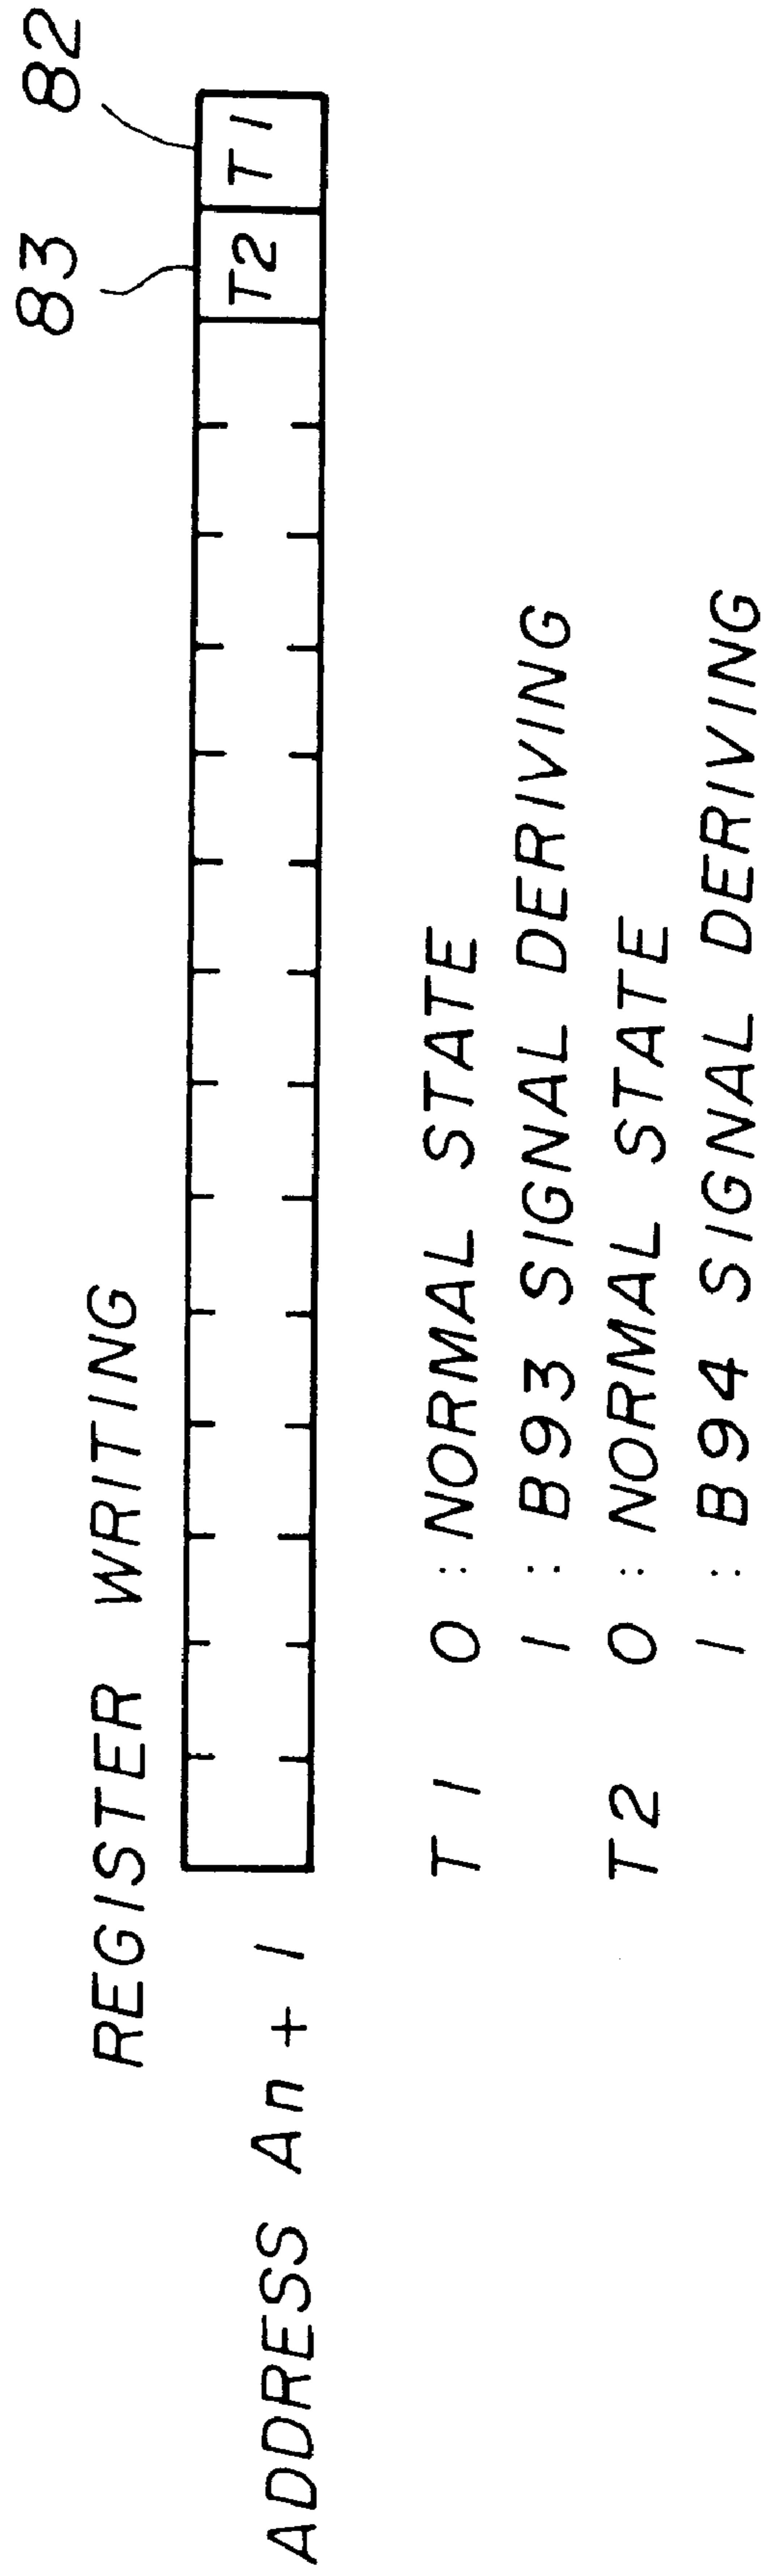 REGISTER WRITING
83 82
ADDRESS An + 1 T2 T1
T1 0 : NORMAL STATE
1 : B93 SIGNAL DERIVING
T2 0 : NORMAL STATE
1 : B94 SIGNAL DERIVING